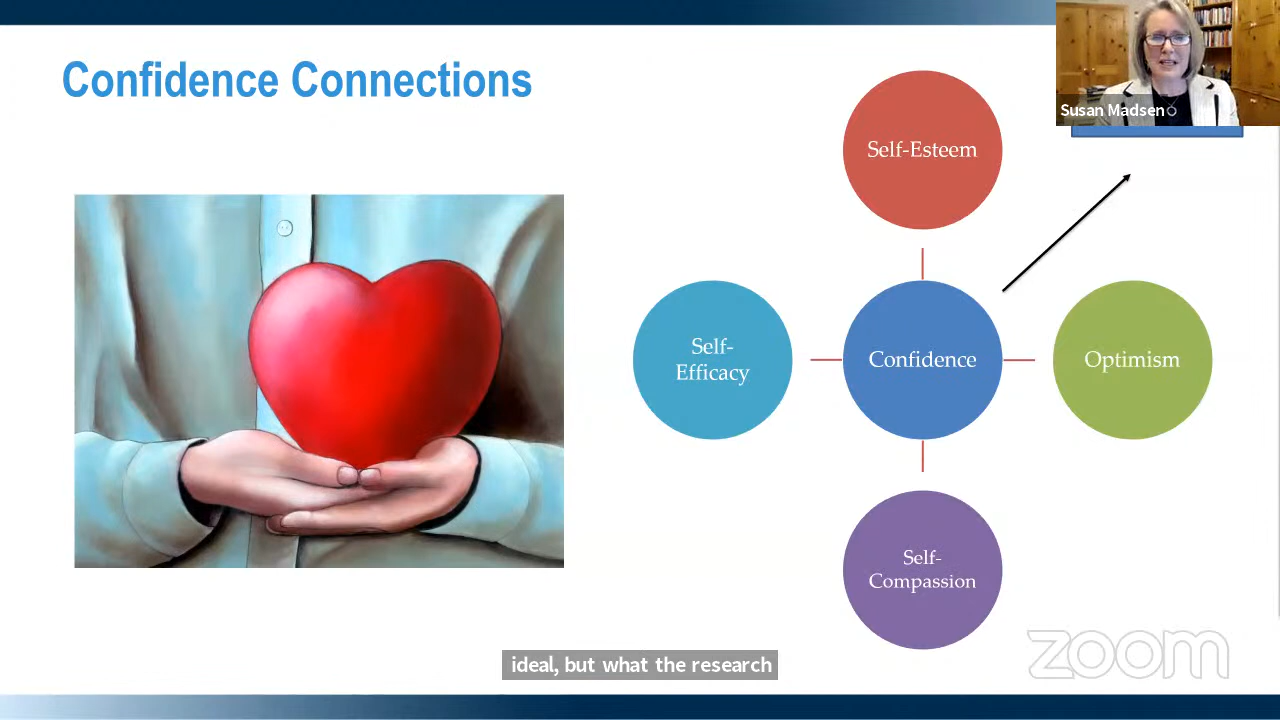 Confidence Connections
Susan Madsen
Self-Esteem
Self-
Efficacy
Confidence
Optimism
Self-
Compassion
ideal, but what the research
zoom